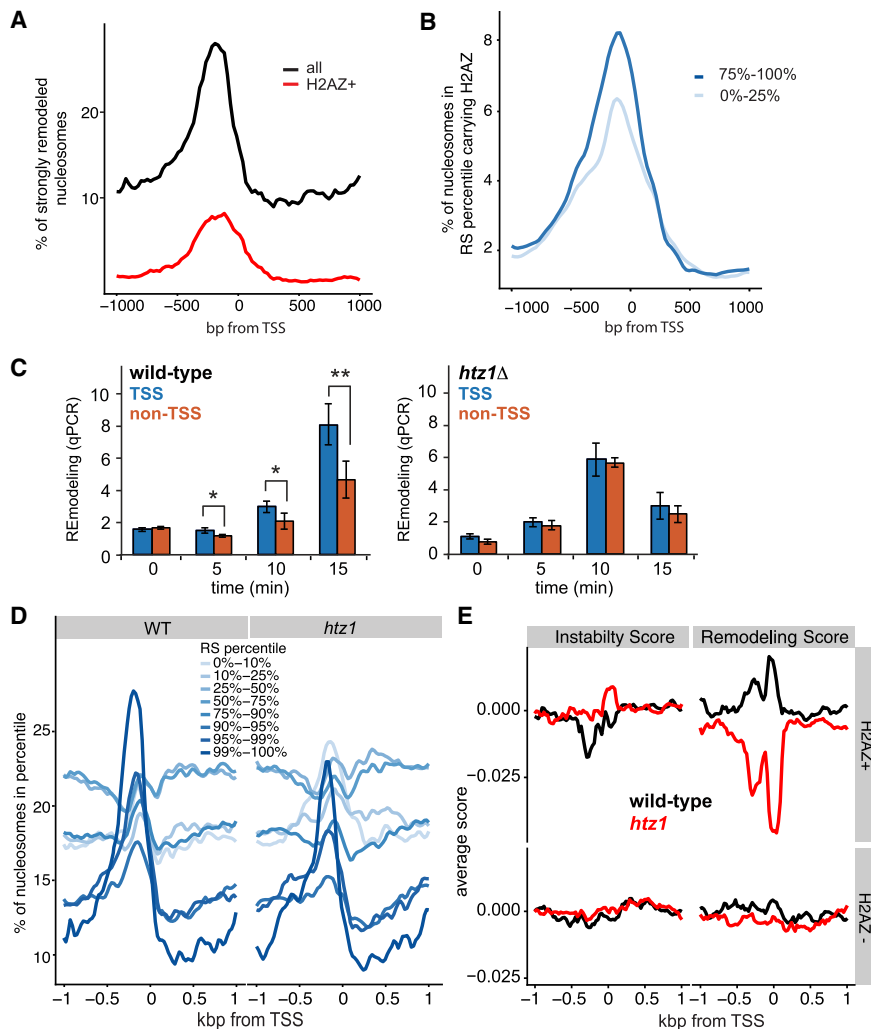 A
% of strongly remodeled
nucleosomes
20
10
all
H2AZ+
−1000
−500
0
500
1000
bp from TSS
B
% of nucleosomes in
RS percentile carrying H2AZ
8
6
4
2
75%-100%
0%-25%
−1000
−500
0
500
1000
bp from TSS
C
wild-type
TSS
non-TSS
REmodeling (qPCR)
10
8
6
4
2
0
*
*
**
0
5
10
15
time (min)
htz1Δ
TSS
non-TSS
REmodeling (qPCR)
10
8
6
4
2
0
0
5
10
15
time (min)
D
WT
htz1
RS percentile
0%−10%
10%−25%
25%−50%
50%−75%
75%−90%
90%−95%
95%−99%
99%−100%
% of nucleosomes in percentile
25
20
15
10
−1
−0.5
0
0.5
1
−1
−0.5
0
0.5
1
kbp from TSS
E
Instabilty Score
Remodeling Score
average score
0.000
−0.025
0.000
−0.025
wild-type
htz1
H2AZ+
H2AZ -
−1
−0.5
0
0.5
1
−1
−0.5
0
0.5
1
kbp from TSS